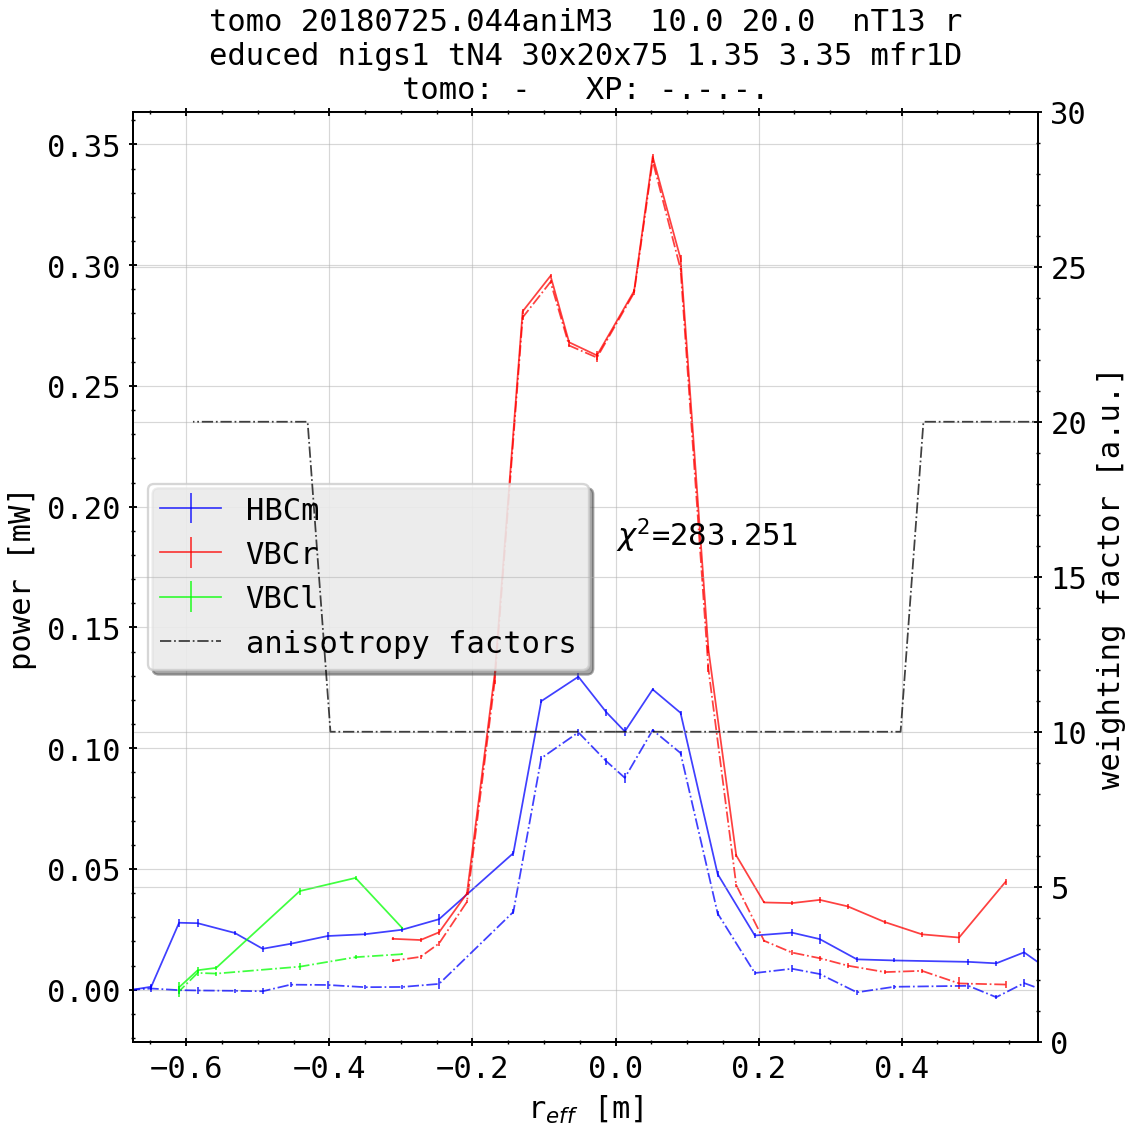 tomo 20180725.044aniM3  10.0 20.0  nT13 r
educed nigs1 tN4 30x20x75 1.35 3.35 mfr1D
tomo: -   XP: -.-.-.
0.35
0.30
0.25
0.20
0.15
0.10
0.05
0.00
power [mW]
30
25
20
15
10
5
0
weighting factor [a.u.]
HBCm
VBCr
VBCl
anisotropy factors
χ²=283.251
−0.6
−0.4
−0.2
0.0
0.2
0.4
r_eff [m]